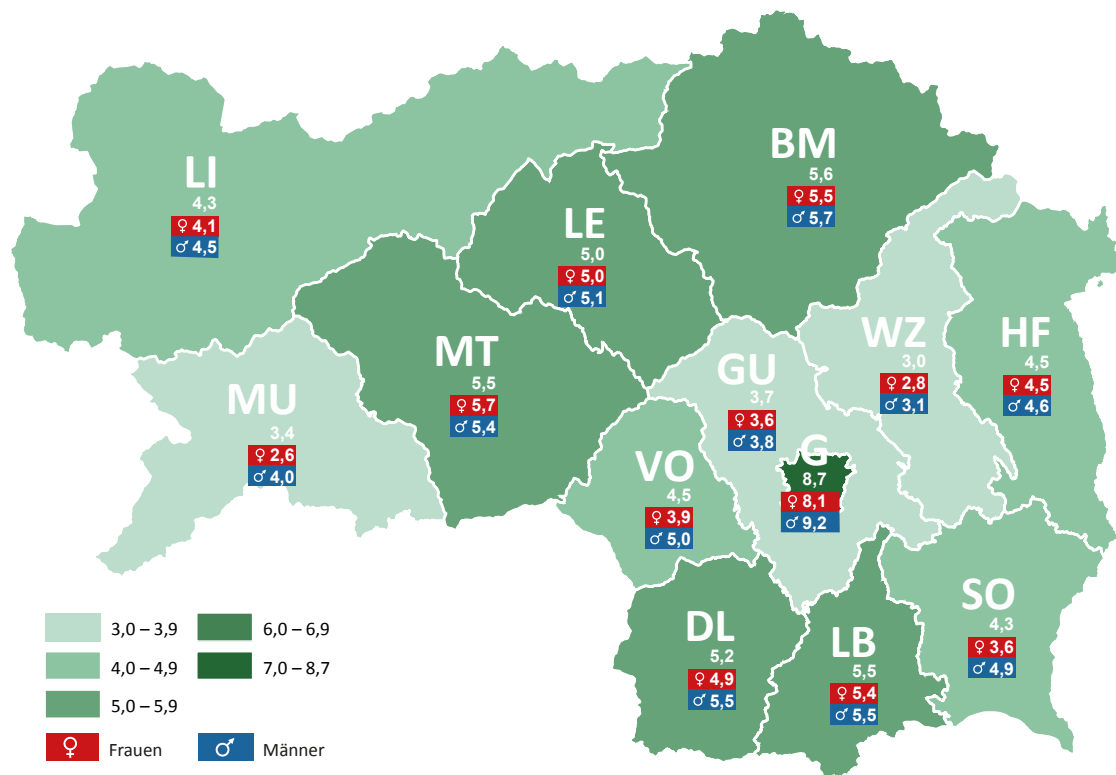 BM
5,6
♀ 5,5
♂ 5,7
LI
4,3
♀ 4,1
♂ 4,5
LE
5,0
♀ 5,0
♂ 5,1
WZ
3,0
♀ 2,8
♂ 3,1
HF
4,5
♀ 4,5
♂ 4,6
MT
5,5
♀ 5,7
♂ 5,4
GU
3,7
♀ 3,6
♂ 3,8
MU
3,4
♀ 2,6
♂ 4,0
G
8,7
♀ 8,1
♂ 9,2
VO
4,5
♀ 3,9
♂ 5,0
SO
4,3
♀ 3,6
♂ 4,9
DL
5,2
♀ 4,9
♂ 5,5
LB
5,5
♀ 5,4
♂ 5,5
3,0 – 3,9
4,0 – 4,9
5,0 – 5,9
6,0 – 6,9
7,0 – 8,7
♀ Frauen
♂ Männer